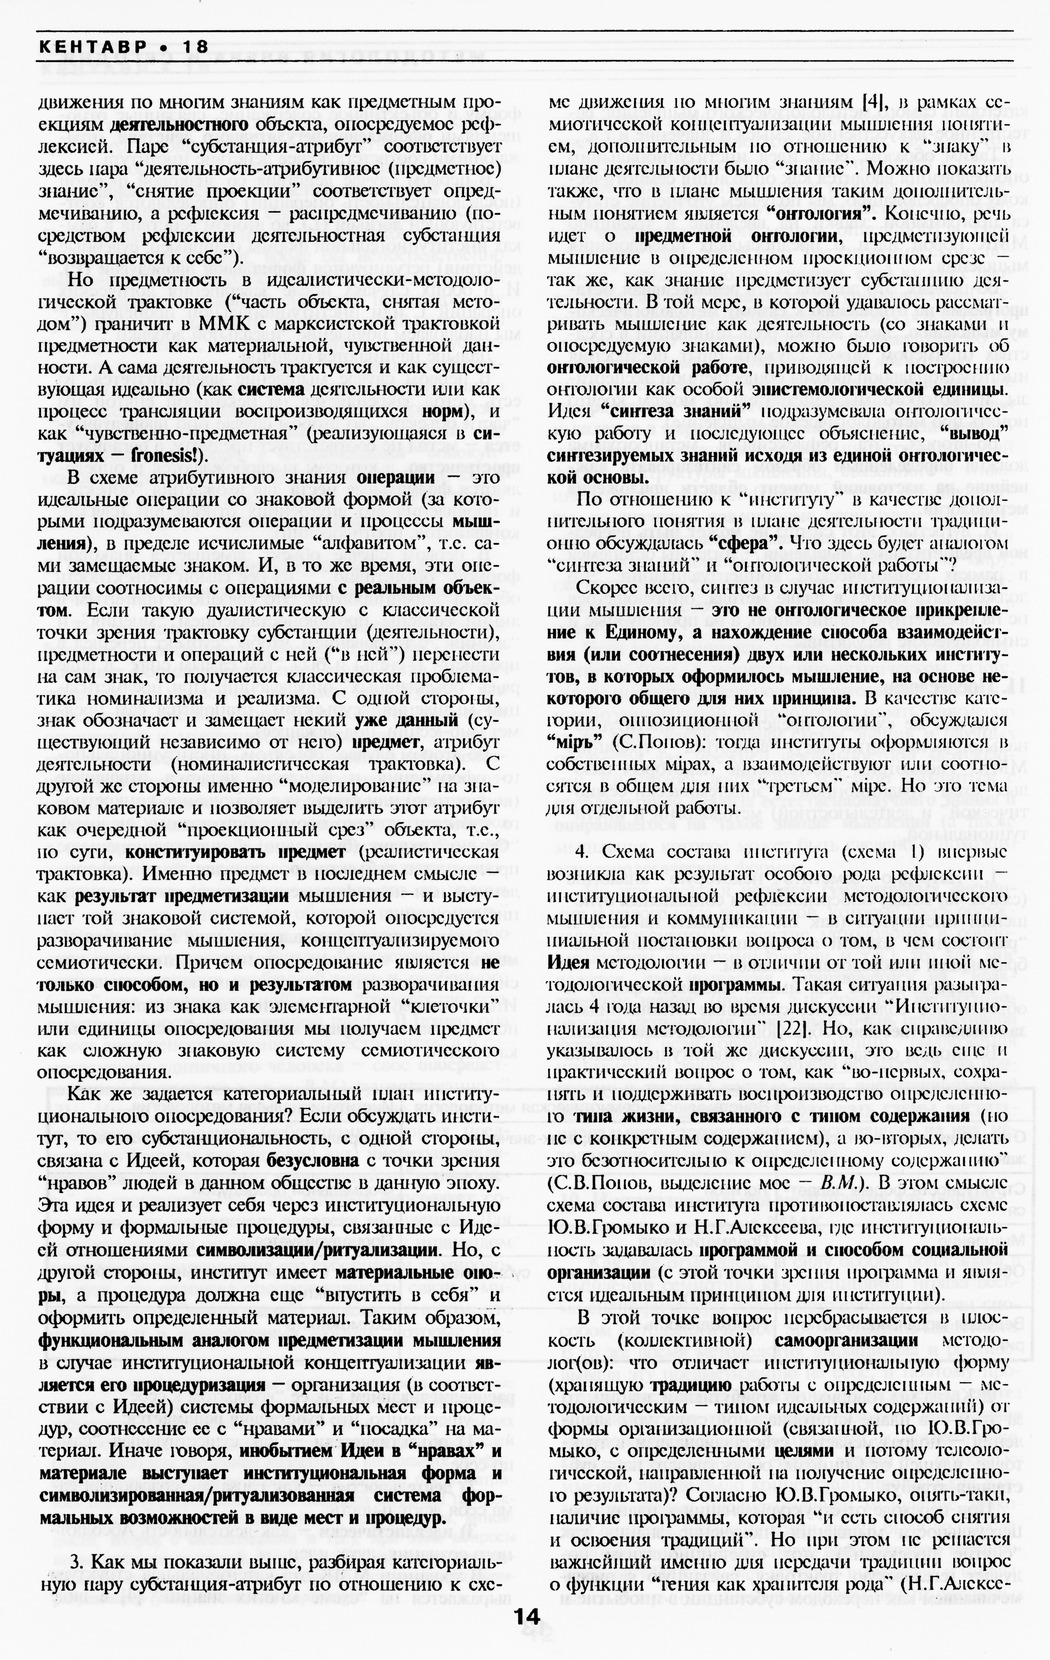 КЕНТАВР • 18
движения по многим знаниям как предметным про-
екциям деятельностного объекта, опосредуемое реф-
лексией. Паре “субстанция-атрибут” соответствует
здесь пара “деятельность-атрибутивное (предметное)
знание”, “снятие проекции” соответствует опред-
мечиванию, а рефлексия — распредмечиванию (по-
средством рефлексии деятельностная субстанция
“возвращается к себе”).
Но предметность в идеалистически-методоло-
гической трактовке (“часть объекта, снятая мето-
дом”) граничит в ММК с марксистской трактовкой
предметности как материальной, чувственной дан-
ности. А сама деятельность трактуется и как сущест-
вующая идеально (как система деятельности или как
процесс трансляции воспроизводящихся норм), и
как “чувственно-предметная” (реализующаяся в си-
туациях — fronesis!).
В схеме атрибутивного знания операции — это
идеальные операции со знаковой формой (за кото-
рыми подразумеваются операции и процессы мыш-
ления), в пределе исчислимые “алфавитом”, т.е. са-
ми замещаемые знаком. И, в то же время, эти опе-
рации соотносимы с операциями с реальным объек-
том. Если такую дуалистическую с классической
точки зрения трактовку субстанции (деятельности),
предметности и операций с ней (“в ней”) перенести
на сам знак, то получается классическая проблема-
тика номинализма и реализма. С одной стороны,
знак обозначает и замещает некий уже данный (су-
ществующий независимо от него) предмет, атрибут
деятельности (номиналистическая трактовка). С
другой же стороны именно “моделирование” на зна-
ковом материале и позволяет выделить этот атрибут
как очередной “проекционный срез” объекта, т.е.,
по сути, конституировать предмет (реалистическая
трактовка). Именно предмет в последнем смысле —
как результат предметизации мышления — и высту-
пает той знаковой системой, которой опосредуется
разворачивание мышления, концептуализируемого
семиотически. Причем опосредование является не
только способом, но и результатом разворачивания
мышления: из знака как элементарной “клеточки”
или единицы опосредования мы получаем предмет
как сложную знаковую систему семиотического
опосредования.
Как же задается категориальный план институ-
ционального опосредования? Если обсуждать инсти-
тут, то его субстанциональность, с одной стороны,
связана с Идеей, которая безусловна с точки зрения
“нравов” людей в данном обществе в данную эпоху.
Эта идея и реализует себя через институциональную
форму и формальные процедуры, связанные с Иде-
ей отношениями символизации/ритуализации. Но, с
другой стороны, институт имеет материальные опо-
ры, а процедура должна еще “впустить в себя” и
оформить определенный материал. Таким образом,
функциональным аналогом предметизации мышления
в случае институциональной концептуализации яв-
ляется его процедуризация — организация (в соответ-
ствии с Идеей) системы формальных мест и проце-
дур, соотнесение ее с “нравами” и “посадка” на ма-
териал. Иначе говоря, инобытием Идеи в “нравах” и
материале выступает институциональная форма и
символизированная/ритуализованная система фор-
мальных возможностей в виде мест и процедур.
3. Как мы показали выше, разбирая категориаль-
ную пару субстанция-атрибут по отношению к схе-
ме движения по многим знаниям [4], в рамках се-
миотической концептуализации мышления поняти-
ем, дополнительным по отношению к “знаку” в
плане деятельности было “знание”. Можно показать
также, что в плане мышления таким дополнитель-
ным понятием является “онтология”. Конечно, речь
идет о предметной онтологии, предметизующей
мышление в определенном проекционном срезе —
так же, как знание предметизует субстанцию дея-
тельности. В той мере, в которой удавалось рассмат-
ривать мышление как деятельность (со знаками и
опосредуемую знаками), можно было говорить об
онтологической работе, приводящей к построению
онтологии как особой эпистемологической единицы.
Идея “синтеза знаний” подразумевала онтологичес-
кую работу и последующее объяснение, “вывод”
синтезируемых знаний исходя из единой онтологичес-
кой основы.
По отношению к “институту” в качестве допол-
нительного понятия в плане деятельности традици-
онно обсуждалась “сфера”. Что здесь будет аналогом
“синтеза знаний” и “онтологической работы”?
Скорее всего, синтез в случае институционализа-
ции мышления — это не онтологическое прикрепле-
ние к Единому, а нахождение способа взаимодейст-
вия (или соотнесения) двух или нескольких институ-
тов, в которых оформилось мышление, на основе не-
которого общего для них принципа. В качестве кате-
гории, оппозиционной “онтологии”, обсуждался
“мiръ” (С.Попов): тогда институты оформляются в
собственных мiрах, а взаимодействуют или соотно-
сятся в общем для них “третьем” мiре. Но это тема
для отдельной работы.
4. Схема состава института (схема 1) впервые
возникла как результат особого рода рефлексии —
институциональной рефлексии методологического
мышления и коммуникации — в ситуации принци-
пиальной постановки вопроса о том, в чем состоит
Идея методологии — в отличии от той или иной ме-
тодологической программы. Такая ситуация разыгра-
лась 4 года назад во время дискуссии “Институцио-
нализация методологии” [22]. Но, как справедливо
указывалось в той же дискуссии, это ведь еще и
практический вопрос о том, как “во-первых, сохра-
нять и поддерживать воспроизводство определенно-
го типа жизни, связанного с типом содержания (но
не с конкретным содержанием), а во-вторых, делать
это безотносительно к определенному содержанию”
(С.В.Попов, выделение мое — В.М.). В этом смысле
схема состава института противопоставлялась схеме
Ю.В.Громыко и Н.Г.Алексеева, где институциональ-
ность задавалась программой и способом социальной
организации (с этой точки зрения программа и явля-
ется идеальным принципом для институции).
В этой точке вопрос перебрасывается в плос-
кость (коллективной) самоорганизации методо-
лог(ов): что отличает институциональную форму
(хранящую традицию работы с определенным — ме-
тодологическим — типом идеальных содержаний) от
формы организационной (связанной, по Ю.В.Гро-
мыко, с определенными целями и потому телеоло-
гической, направленной на получение определенно-
го результата)? Согласно Ю.В.Громыко опять-таки,
наличие программы, которая “и есть способ снятия
и освоения традиций”. Но при этом не решается
важнейший именно для передачи традиции вопрос
о функции “гения как хранителя рода” (Н.Г.Алексе-
14